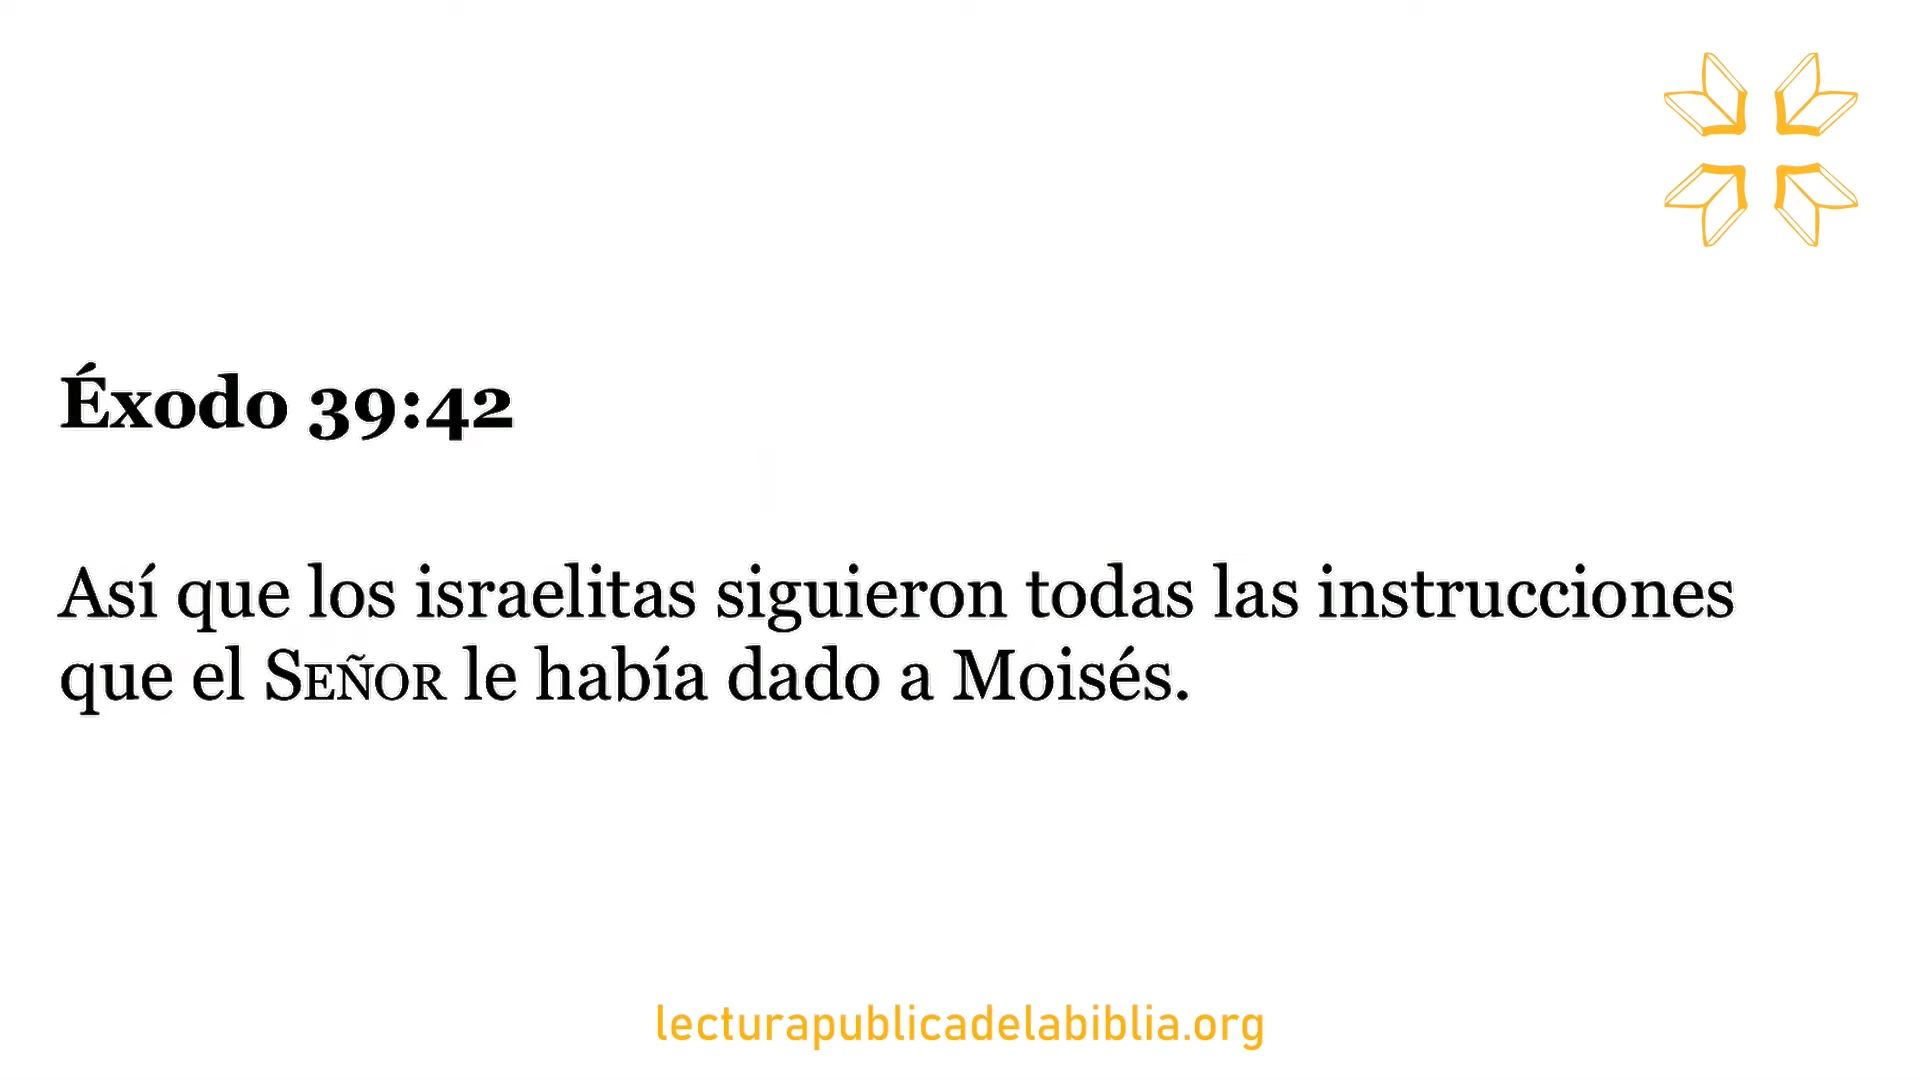 Éxodo 39:42
Así que los israelitas siguieron todas las instrucciones
que el SEÑOR le había dado a Moisés.
lecturapublicadelabiblia.org